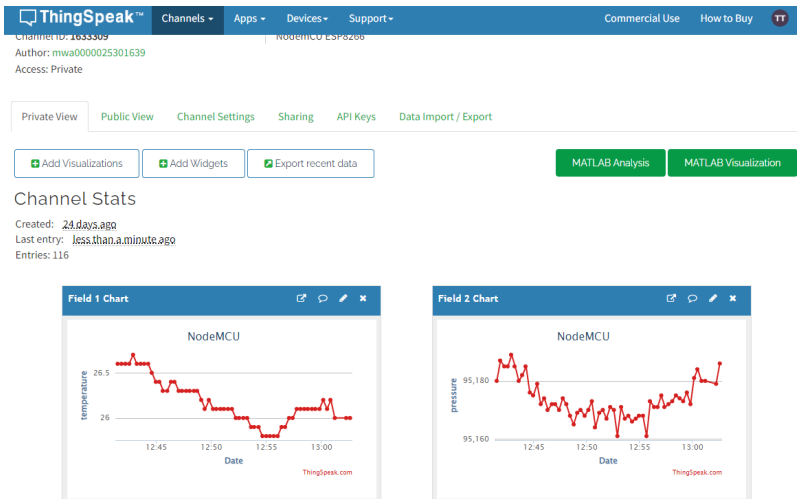 ThingSpeak™ Channels Apps Devices Support Commercial Use How to Buy TT
Channel ID: 1633309 NodeMCU ESP8266
Author: mwa0000025301639
Access: Private
Private View Public View Channel Settings Sharing API Keys Data Import / Export
Add Visualizations Add Widgets Export recent data MATLAB Analysis MATLAB Visualization
Channel Stats
Created: 24 days ago
Last entry: less than a minute ago
Entries: 116
Field 1 Chart
NodeMCU
temperature
26.5
26
12:45 12:50 12:55 13:00
Date
ThingSpeak.com
Field 2 Chart
NodeMCU
pressure
95,180
95,160
12:45 12:50 12:55 13:00
Date
ThingSpeak.com